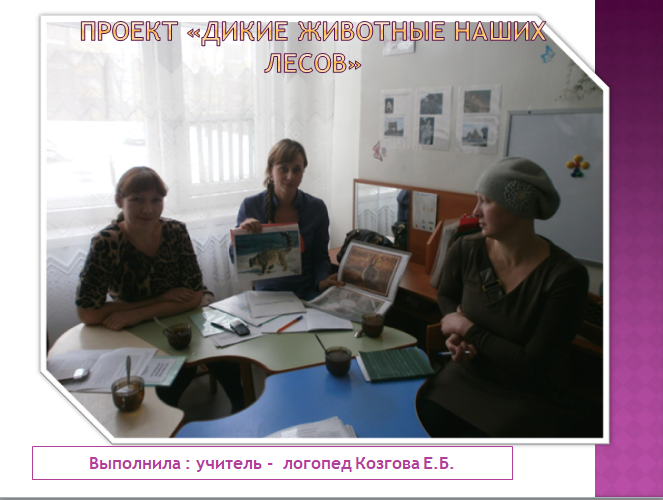 ПРОЕКТ «ДИКИЕ ЖИВОТНЫЕ НАШИХ
ЛЕСОВ»
Выполнила : учитель - логопед Козгова Е.Б.